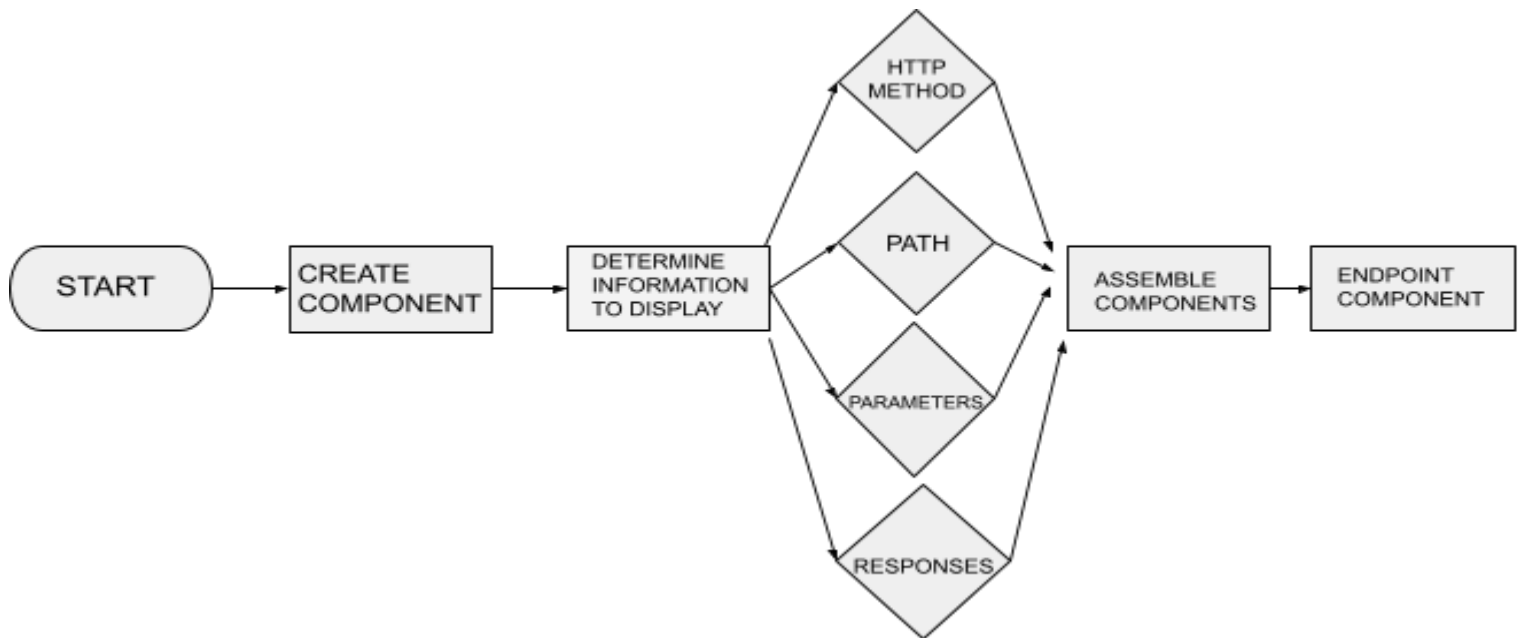 START
CREATE
COMPONENT
DETERMINE
INFORMATION
TO DISPLAY
HTTP
METHOD
PATH
PARAMETERS
RESPONSES
ASSEMBLE
COMPONENTS
ENDPOINT
COMPONENT